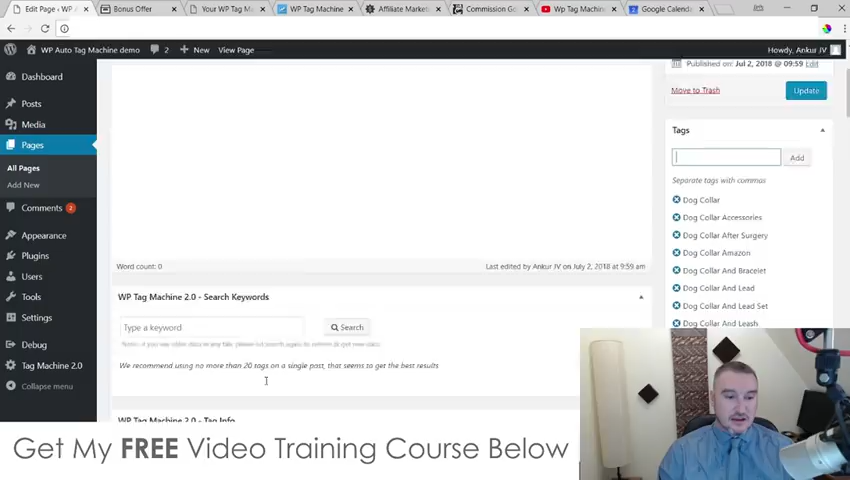 Edit Page ‹ WP A
Bonus Offer
Your WP Tag M
WP Tag Machine
Affiliate Market
Commission Go
Wp Tag Machin
Google Calenda
WP Auto Tag Machine demo
2
New
View Page
Howdy, Ankur JV
Dashboard
Posts
Media
Pages
All Pages
Add New
Comments 2
Appearance
Plugins
Users
Tools
Settings
Debug
Tag Machine 2.0
Collapse menu
Word count: 0
Last edited by Ankur JV on July 2, 2018 at 9:59 am
WP Tag Machine 2.0 - Search Keywords
Type a keyword
Search
We recommend using no more than 20 tags on a single post, that seems to get the best results
WP Tag Machine 2.0 - Tag Info
Published on: Jul 2, 2018 @ 09:59 Edit
Move to Trash
Update
Tags
Add
Separate tags with commas
Dog Collar
Dog Collar Accessories
Dog Collar After Surgery
Dog Collar Amazon
Dog Collar And Bracelet
Dog Collar And Lead
Dog Collar And Lead Set
Dog Collar And Leash
Get My FREE Video Training Course Below